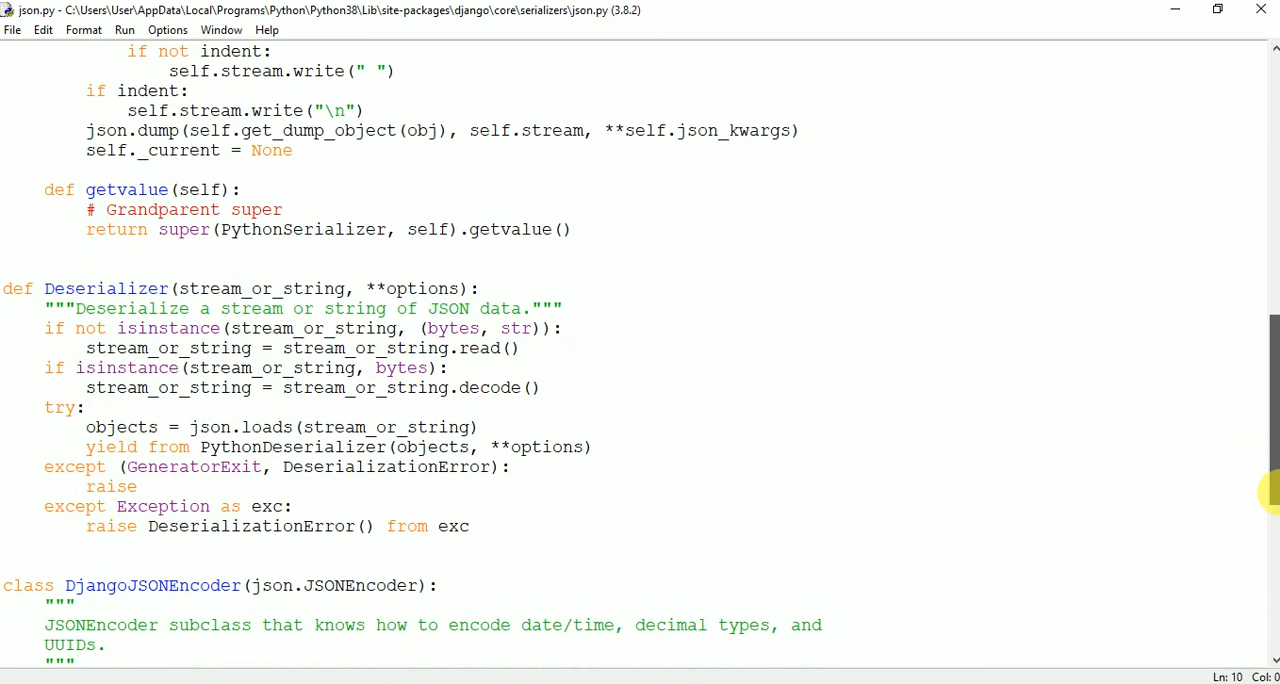 json.py - C:\Users\User\AppData\Local\Programs\Python\Python38\Lib\site-packages\django\core\serializers\json.py (3.8.2)
File Edit Format Run Options Window Help
            if not indent:
                self.stream.write(" ")
        if indent:
            self.stream.write("\n")
        json.dump(self.get_dump_object(obj), self.stream, **self.json_kwargs)
        self._current = None

    def getvalue(self):
        # Grandparent super
        return super(PythonSerializer, self).getvalue()


def Deserializer(stream_or_string, **options):
    """Deserialize a stream or string of JSON data."""
    if not isinstance(stream_or_string, (bytes, str)):
        stream_or_string = stream_or_string.read()
    if isinstance(stream_or_string, bytes):
        stream_or_string = stream_or_string.decode()
    try:
        objects = json.loads(stream_or_string)
        yield from PythonDeserializer(objects, **options)
    except (GeneratorExit, DeserializationError):
        raise
    except Exception as exc:
        raise DeserializationError() from exc


class DjangoJSONEncoder(json.JSONEncoder):
    """
    JSONEncoder subclass that knows how to encode date/time, decimal types, and
    UUIDs.
    """
Ln: 10 Col: 0